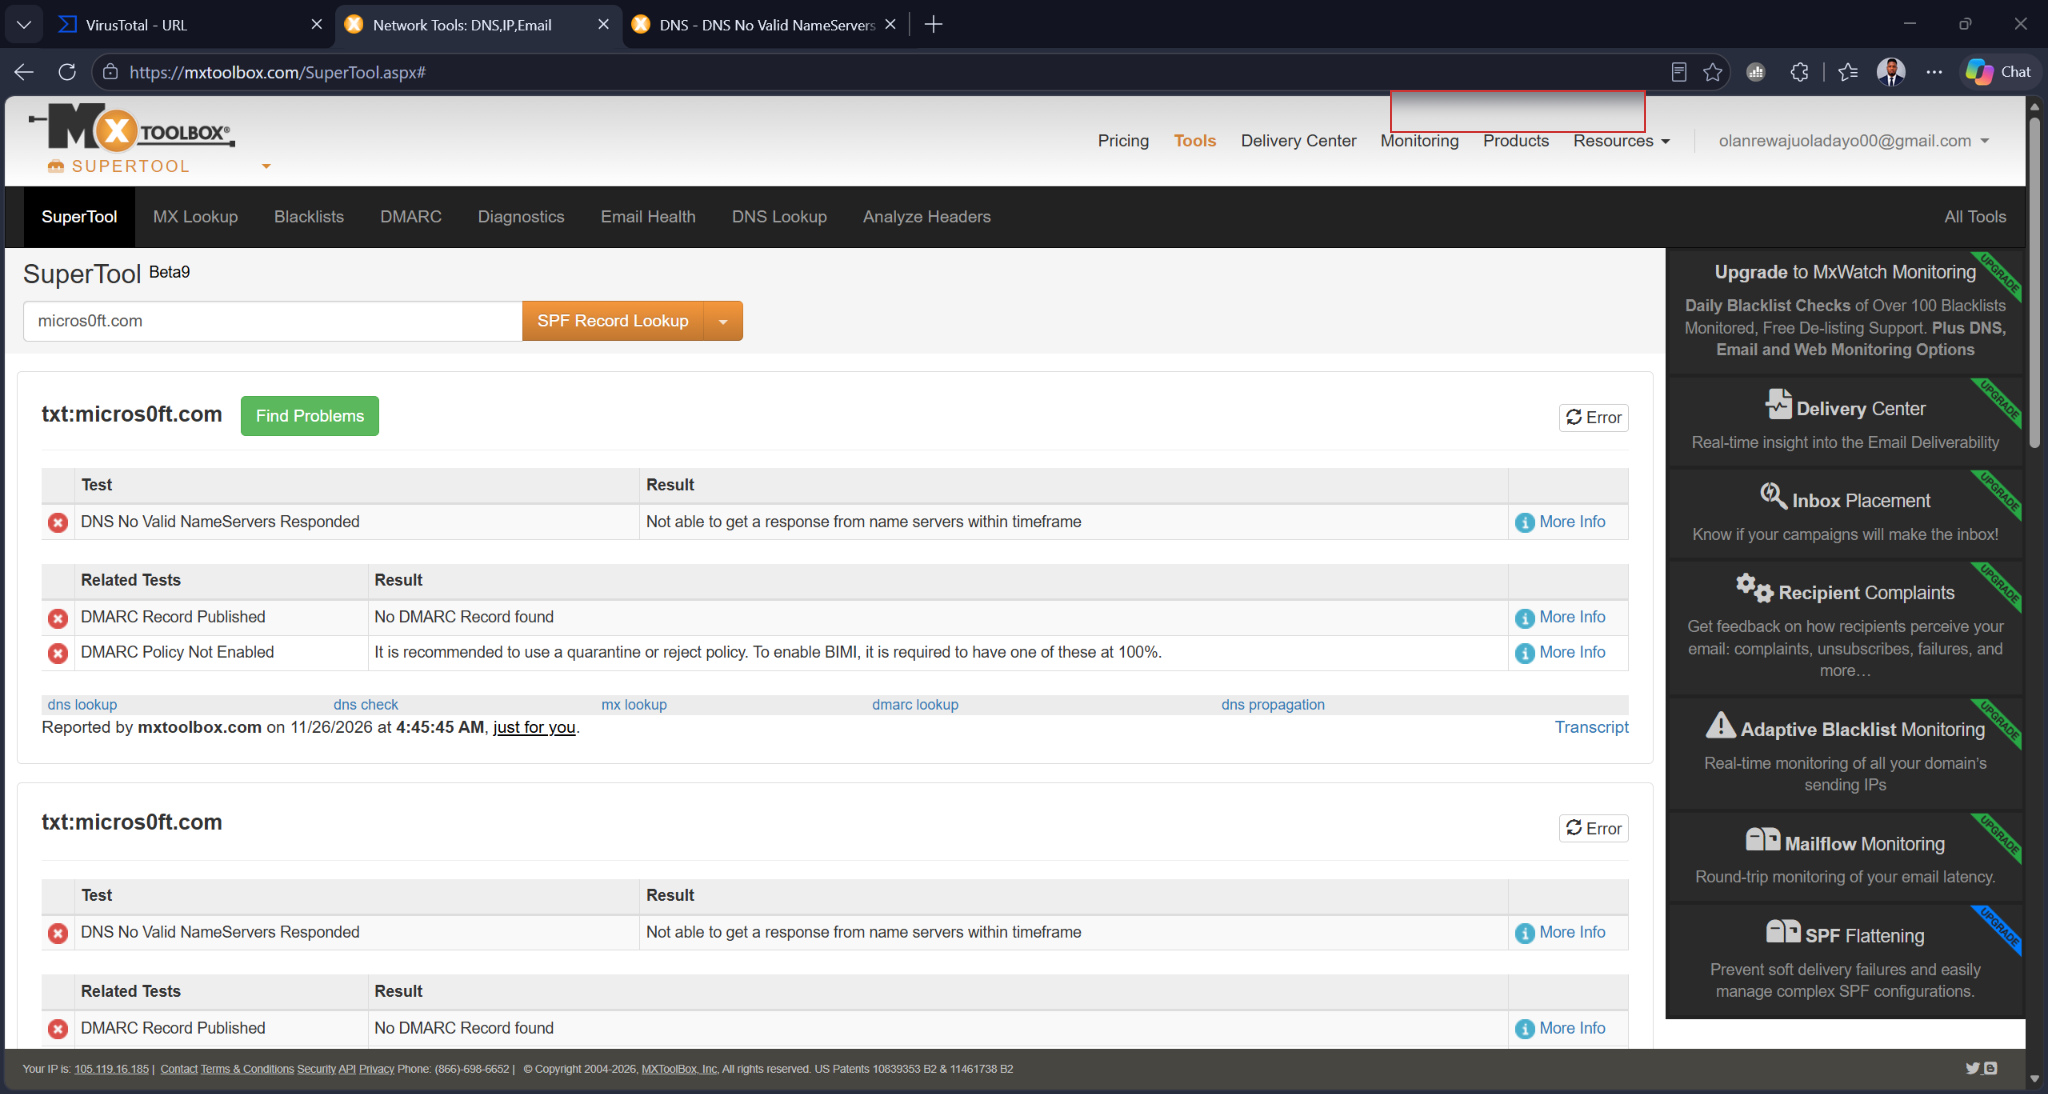 VirusTotal - URL
Network Tools: DNS,IP,Email
DNS - DNS No Valid NameServers
https://mxtoolbox.com/SuperTool.aspx#
Chat
MX TOOLBOX®
SUPERTOOL
Pricing
Tools
Delivery Center
Monitoring
Products
Resources
olanrewajuoladayo00@gmail.com
SuperTool
MX Lookup
Blacklists
DMARC
Diagnostics
Email Health
DNS Lookup
Analyze Headers
All Tools
SuperTool Beta9
micros0ft.com
SPF Record Lookup
txt:micros0ft.com
Find Problems
Error
Test Result
DNS No Valid NameServers Responded Not able to get a response from name servers within timeframe More Info
Related Tests Result
DMARC Record Published No DMARC Record found More Info
DMARC Policy Not Enabled It is recommended to use a quarantine or reject policy. To enable BIMI, it is required to have one of these at 100%. More Info
dns lookup dns check mx lookup dmarc lookup dns propagation
Reported by mxtoolbox.com on 11/26/2026 at 4:45:45 AM, just for you. Transcript
txt:micros0ft.com
Error
Test Result
DNS No Valid NameServers Responded Not able to get a response from name servers within timeframe More Info
Related Tests Result
DMARC Record Published No DMARC Record found More Info
Upgrade to MxWatch Monitoring
UPGRADE
Daily Blacklist Checks of Over 100 Blacklists
Monitored, Free De-listing Support. Plus DNS,
Email and Web Monitoring Options
Delivery Center
UPGRADE
Real-time insight into the Email Deliverability
Inbox Placement
UPGRADE
Know if your campaigns will make the inbox!
Recipient Complaints
UPGRADE
Get feedback on how recipients perceive your
email: complaints, unsubscribes, failures, and
more…
Adaptive Blacklist Monitoring
UPGRADE
Real-time monitoring of all your domain's
sending IPs
Mailflow Monitoring
UPGRADE
Round-trip monitoring of your email latency.
SPF Flattening
UPGRADE
Prevent soft delivery failures and easily
manage complex SPF configurations.
Your IP is: 105.119.16.185 | Contact Terms & Conditions Security API Privacy Phone: (866)-698-6652 | © Copyright 2004-2026, MXToolBox, Inc, All rights reserved. US Patents 10839353 B2 & 11461738 B2